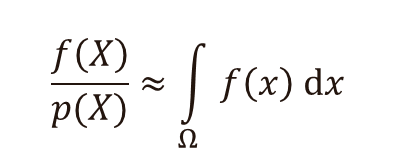 f(X)/p(X) ≈ ∫_Ω f(x) dx